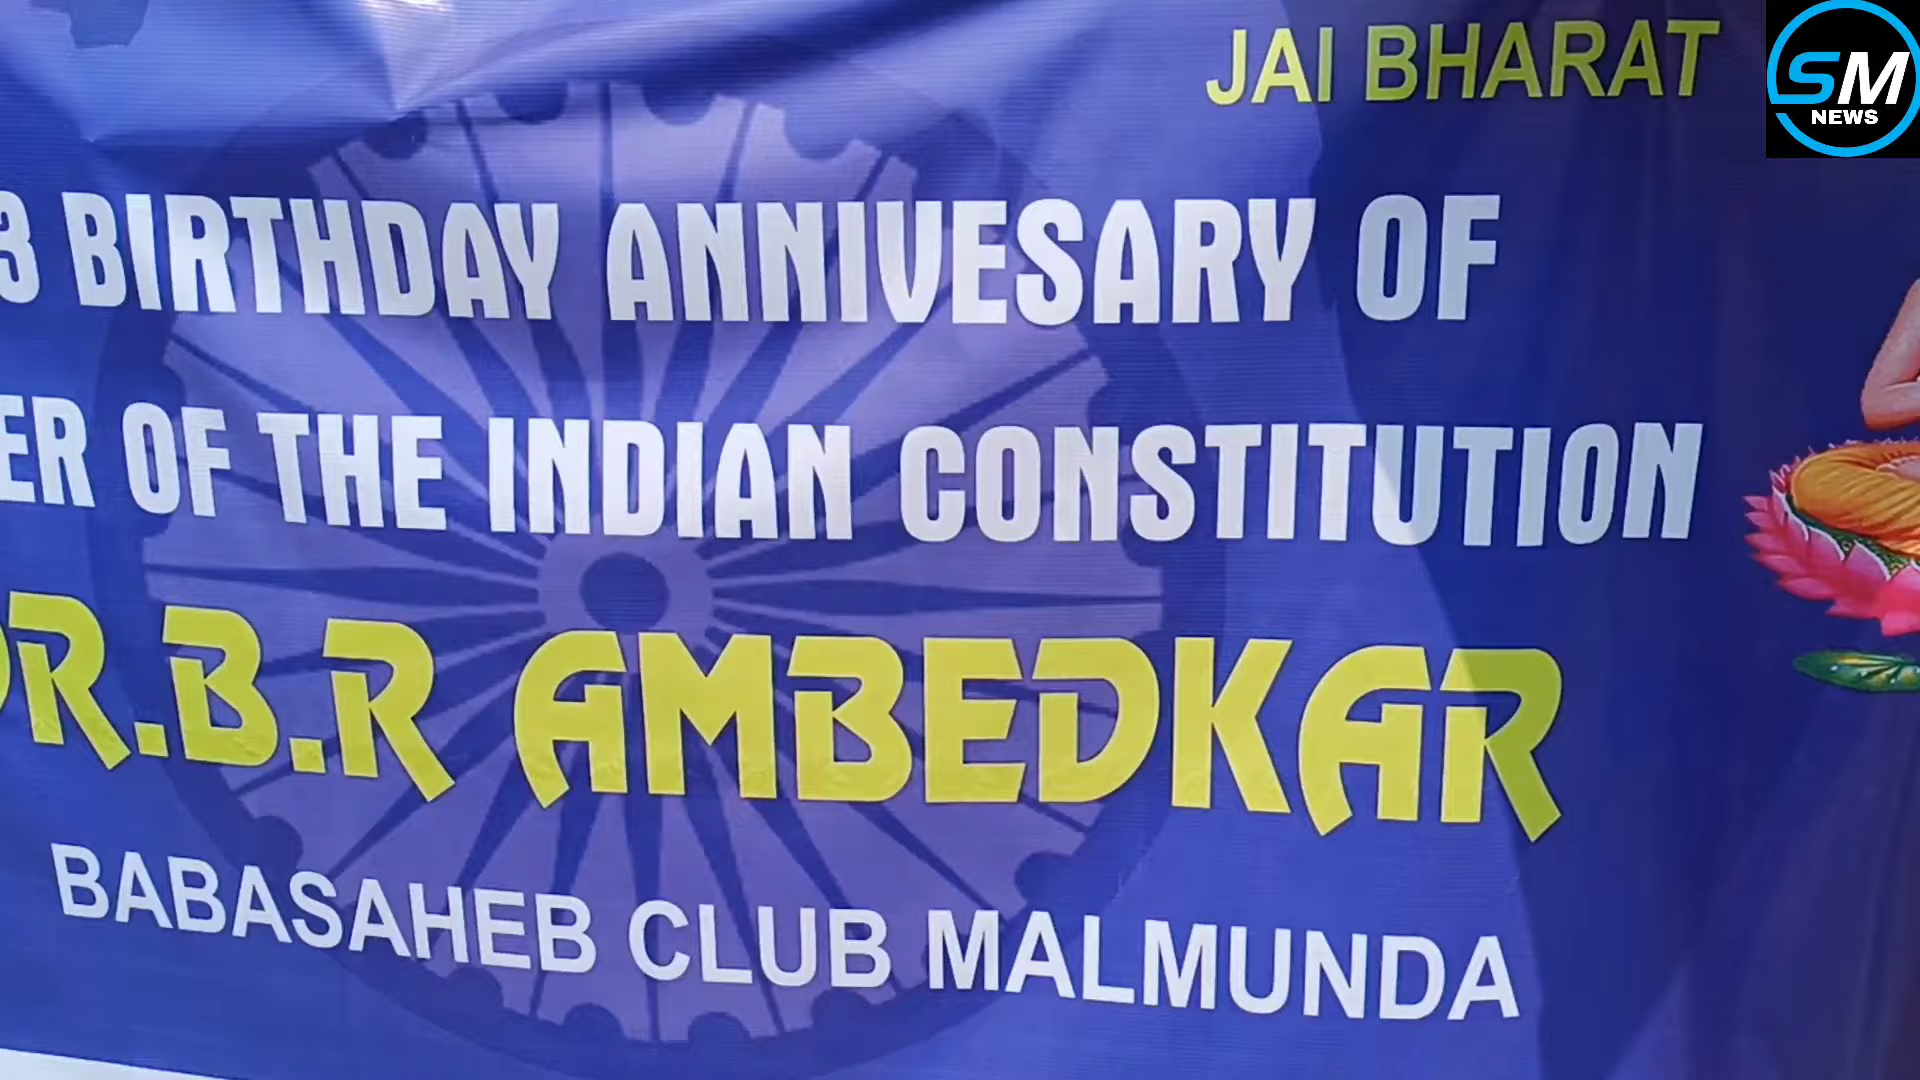 JAI BHARAT
SM
NEWS
3 BIRTHDAY ANNIVESARY OF
ER OF THE INDIAN CONSTITUTION
DR.B.R AMBEDKAR
BABASAHEB CLUB MALMUNDA